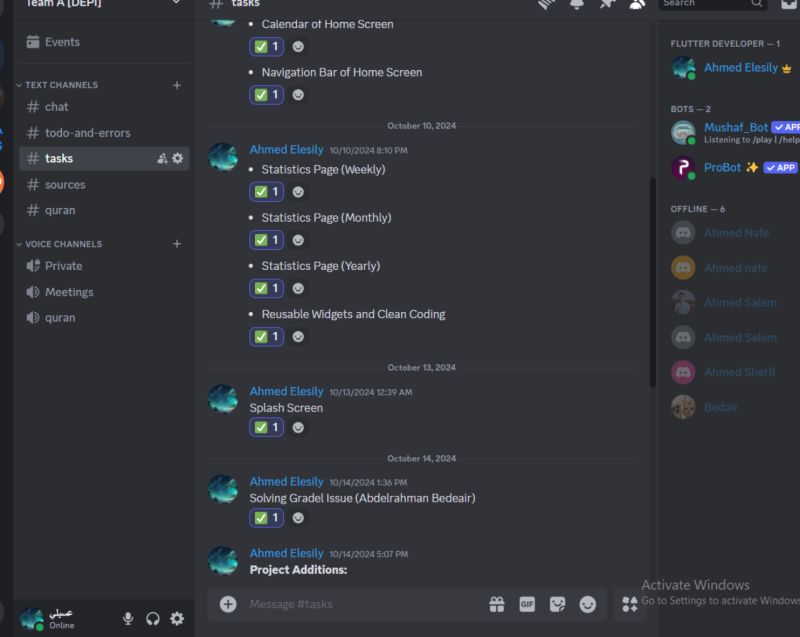 Team A [DEPI]
Events
TEXT CHANNELS
chat
todo-and-errors
tasks
sources
quran
VOICE CHANNELS
Private
Meetings
quran
عسيلي
Online
# tasks
Calendar of Home Screen
1
Navigation Bar of Home Screen
1
October 10, 2024
Ahmed Elesily 10/10/2024 8:10 PM
Statistics Page (Weekly)
1
Statistics Page (Monthly)
1
Statistics Page (Yearly)
1
Reusable Widgets and Clean Coding
1
October 13, 2024
Ahmed Elesily 10/13/2024 12:39 AM
Splash Screen
1
October 14, 2024
Ahmed Elesily 10/14/2024 1:36 PM
Solving Gradel Issue (Abdelrahman Bedeair)
1
Ahmed Elesily 10/14/2024 5:07 PM
Project Additions:
Message #tasks
GIF
Search
FLUTTER DEVELOPER — 1
Ahmed Elesily
BOTS — 2
Mushaf_Bot ✓ APP
Listening to /play | /help
ProBot ✨ ✓ APP
OFFLINE — 6
Ahmed Nafe
Ahmed nafe
Ahmed Salem
Ahmed Salem
Ahmed Sherif
Bedair
Activate Windows
Go to Settings to activate Windows